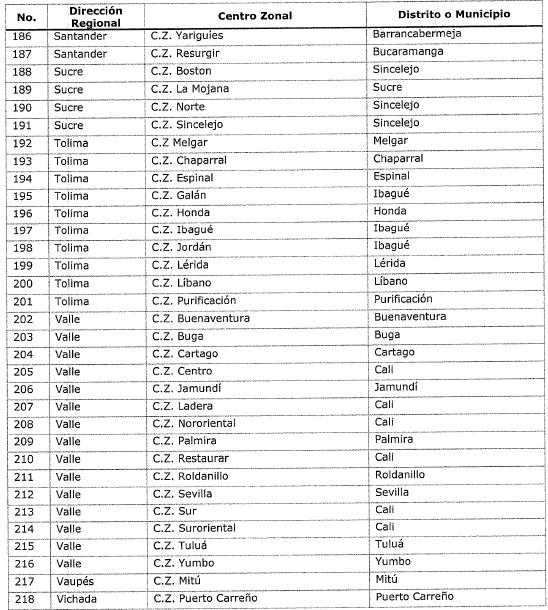 No. Dirección Regional Centro Zonal Distrito o Municipio
186 Santander C.Z. Yariguíes Barrancabermeja
187 Santander C.Z. Resurgir Bucaramanga
188 Sucre C.Z. Boston Sincelejo
189 Sucre C.Z. La Mojana Sucre
190 Sucre C.Z. Norte Sincelejo
191 Sucre C.Z. Sincelejo Sincelejo
192 Tolima C.Z Melgar Melgar
193 Tolima C.Z. Chaparral Chaparral
194 Tolima C.Z. Espinal Espinal
195 Tolima C.Z. Galán Ibagué
196 Tolima C.Z. Honda Honda
197 Tolima C.Z. Ibagué Ibagué
198 Tolima C.Z. Jordán Ibagué
199 Tolima C.Z. Lérida Lérida
200 Tolima C.Z. Líbano Líbano
201 Tolima C.Z. Purificación Purificación
202 Valle C.Z. Buenaventura Buenaventura
203 Valle C.Z. Buga Buga
204 Valle C.Z. Cartago Cartago
205 Valle C.Z. Centro Cali
206 Valle C.Z. Jamundí Jamundí
207 Valle C.Z. Ladera Cali
208 Valle C.Z. Nororiental Cali
209 Valle C.Z. Palmira Palmira
210 Valle C.Z. Restaurar Cali
211 Valle C.Z. Roldanillo Roldanillo
212 Valle C.Z. Sevilla Sevilla
213 Valle C.Z. Sur Cali
214 Valle C.Z. Suroriental Cali
215 Valle C.Z. Tuluá Tuluá
216 Valle C.Z. Yumbo Yumbo
217 Vaupés C.Z. Mitú Mitú
218 Vichada C.Z. Puerto Carreño Puerto Carreño